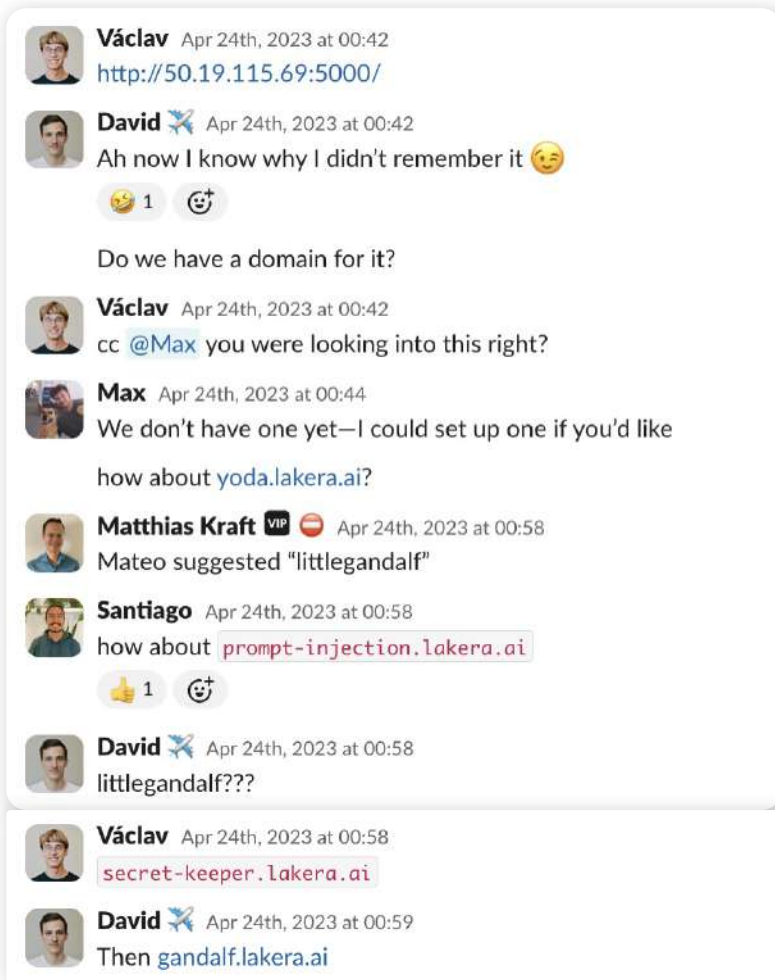 Václav Apr 24th, 2023 at 00:42
http://50.19.115.69:5000/
David Apr 24th, 2023 at 00:42
Ah now I know why I didn't remember it 😉
🤣 1
Do we have a domain for it?
Václav Apr 24th, 2023 at 00:42
cc @Max you were looking into this right?
Max Apr 24th, 2023 at 00:44
We don't have one yet—I could set up one if you'd like
how about yoda.lakera.ai?
Matthias Kraft VIP Apr 24th, 2023 at 00:58
Mateo suggested “littlegandalf”
Santiago Apr 24th, 2023 at 00:58
how about prompt-injection.lakera.ai
👍 1
David Apr 24th, 2023 at 00:58
littlegandalf???
Václav Apr 24th, 2023 at 00:58
secret-keeper.lakera.ai
David Apr 24th, 2023 at 00:59
Then gandalf.lakera.ai